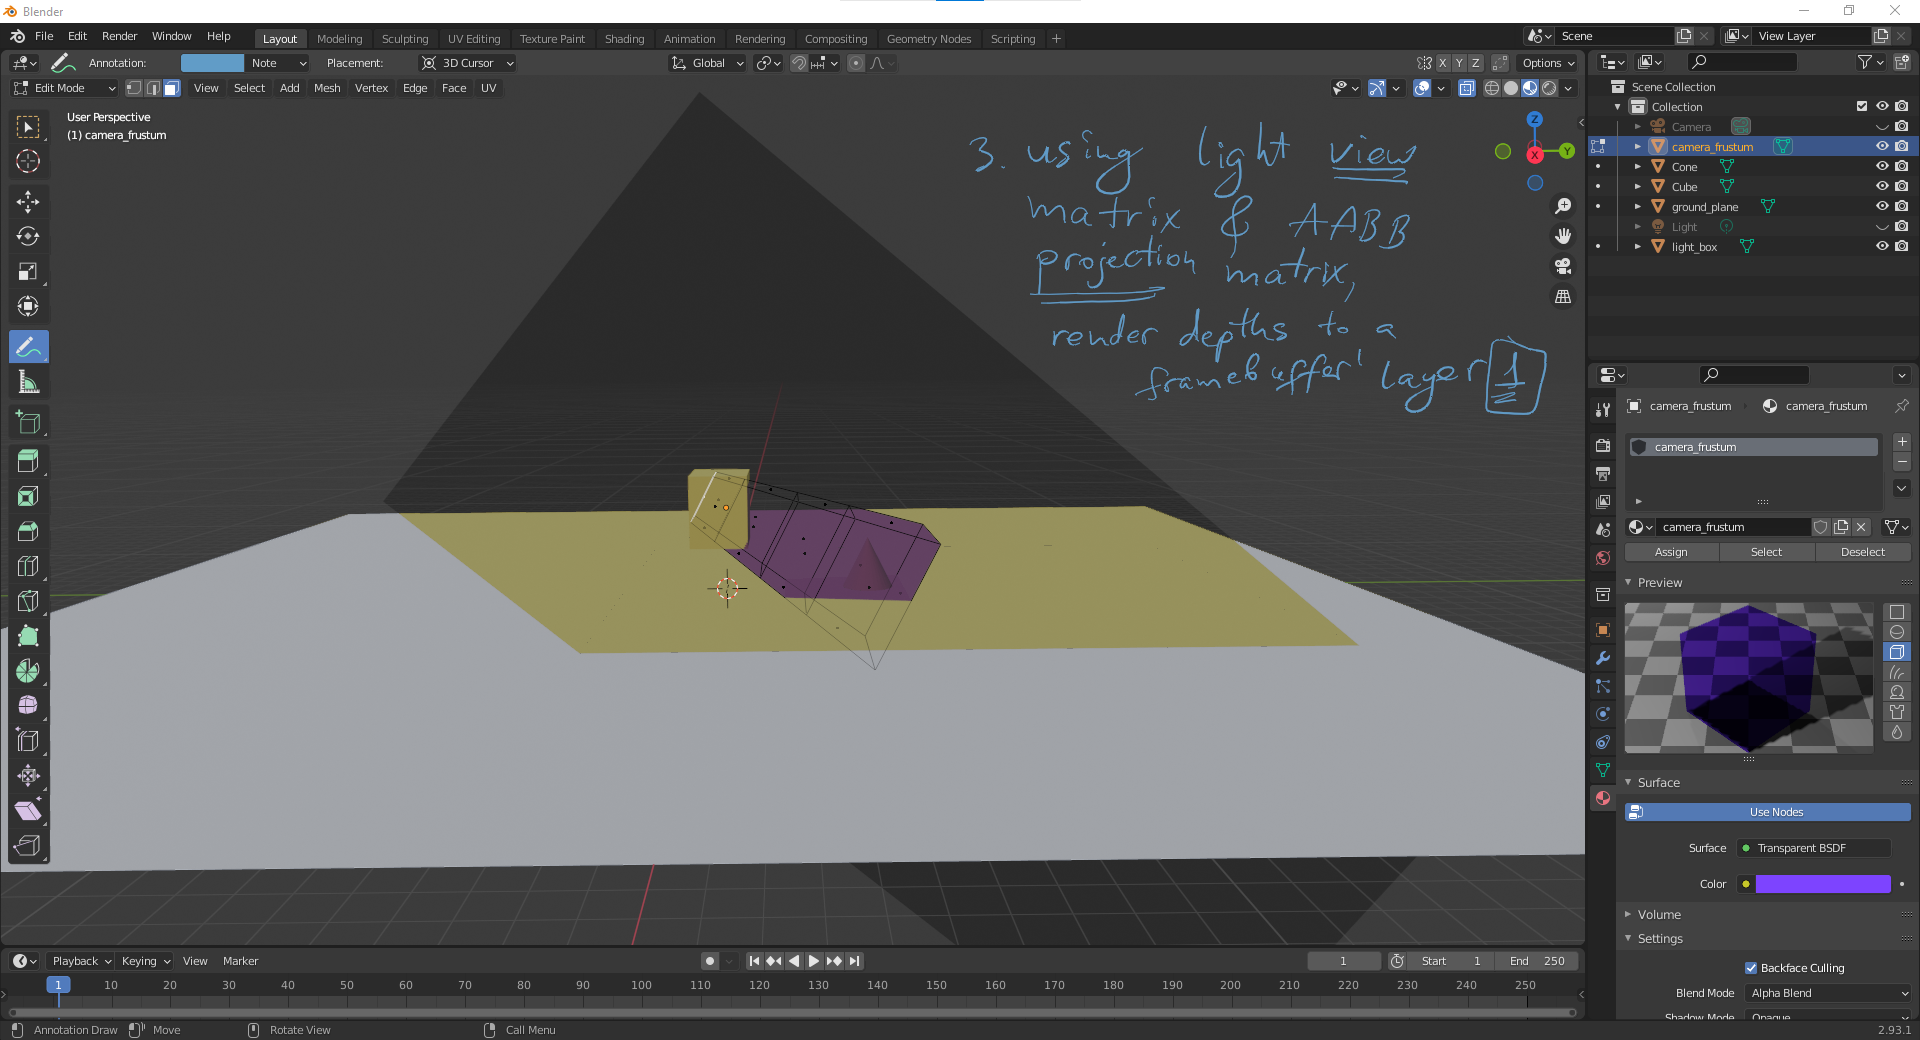 Blender
File Edit Render Window Help
Layout Modeling Sculpting UV Editing Texture Paint Shading Animation Rendering Compositing Geometry Nodes Scripting +
Scene
View Layer
Annotation: Note Placement: 3D Cursor
Global
X Y Z Options
Edit Mode View Select Add Mesh Vertex Edge Face UV
User Perspective
(1) camera_frustum
3. using light view
matrix & AABB
projection matrix,
render depths to a
framebuffer' layer 1
Z
Y
X
Scene Collection
Collection
Camera
camera_frustum
Cone
Cube
ground_plane
Light
light_box
camera_frustum camera_frustum
camera_frustum
camera_frustum
Assign Select Deselect
Preview
Surface
Use Nodes
Surface Transparent BSDF
Color
Volume
Settings
Backface Culling
Blend Mode Alpha Blend
Shadow Mode Opaque
Playback Keying View Marker
1 Start 1 End 250
1 10 20 30 40 50 60 70 80 90 100 110 120 130 140 150 160 170 180 190 200 210 220 230 240 250
Annotation Draw Move Rotate View Call Menu
2.93.1